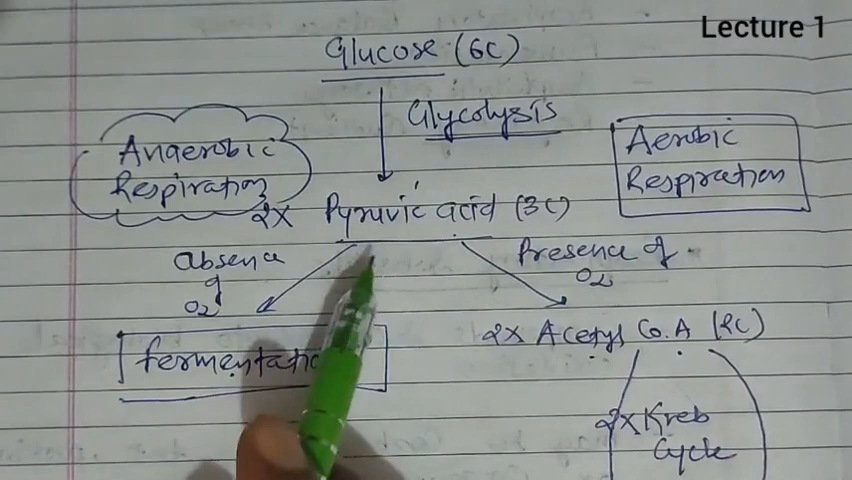 Lecture 1
Glucose (6C)
Glycolysis
Anaerobic
Respiration
Aerobic
Respiration
2X Pyruvic acid (3C)
absence
of
O2
Presence of
O2
fermentatio
2X Acetyl Co.A (2C)
2X Kreb
Cycle